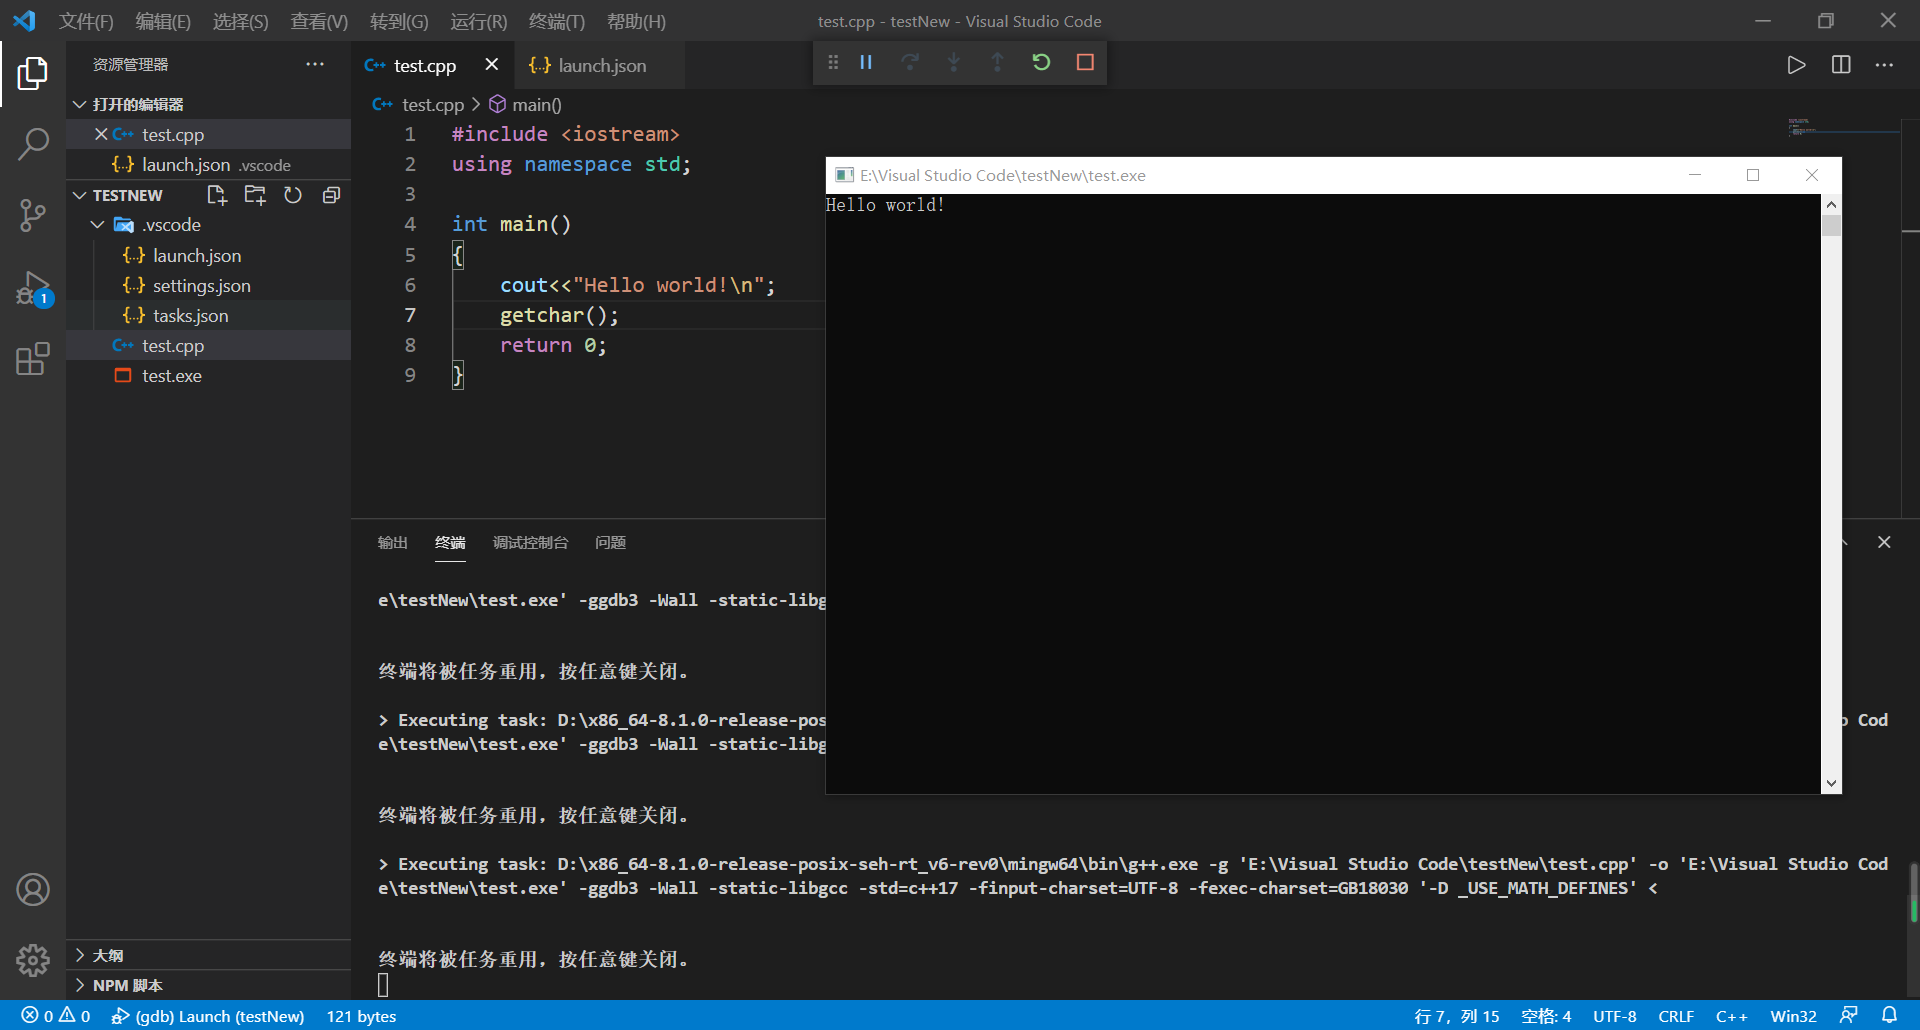 文件(F) 编辑(E) 选择(S) 查看(V) 转到(G) 运行(R) 终端(T) 帮助(H) test.cpp - testNew - Visual Studio Code
资源管理器
打开的编辑器
test.cpp
launch.json .vscode
TESTNEW
.vscode
launch.json
settings.json
tasks.json
test.cpp
test.exe
大纲
NPM 脚本
test.cpp launch.json
test.cpp > main()
1 #include <iostream>
2 using namespace std;
3
4 int main()
5 {
6 cout<<"Hello world!\n";
7 getchar();
8 return 0;
9 }
E:\Visual Studio Code\testNew\test.exe
Hello world!
输出 终端 调试控制台 问题
e\testNew\test.exe' -ggdb3 -Wall -static-libg
终端将被任务重用，按任意键关闭。
> Executing task: D:\x86_64-8.1.0-release-pos Cod
e\testNew\test.exe' -ggdb3 -Wall -static-libg
终端将被任务重用，按任意键关闭。
> Executing task: D:\x86_64-8.1.0-release-posix-seh-rt_v6-rev0\mingw64\bin\g++.exe -g 'E:\Visual Studio Code\testNew\test.cpp' -o 'E:\Visual Studio Cod
e\testNew\test.exe' -ggdb3 -Wall -static-libgcc -std=c++17 -finput-charset=UTF-8 -fexec-charset=GB18030 '-D _USE_MATH_DEFINES' <
终端将被任务重用，按任意键关闭。
0 0 (gdb) Launch (testNew) 121 bytes 行 7，列 15 空格: 4 UTF-8 CRLF C++ Win32